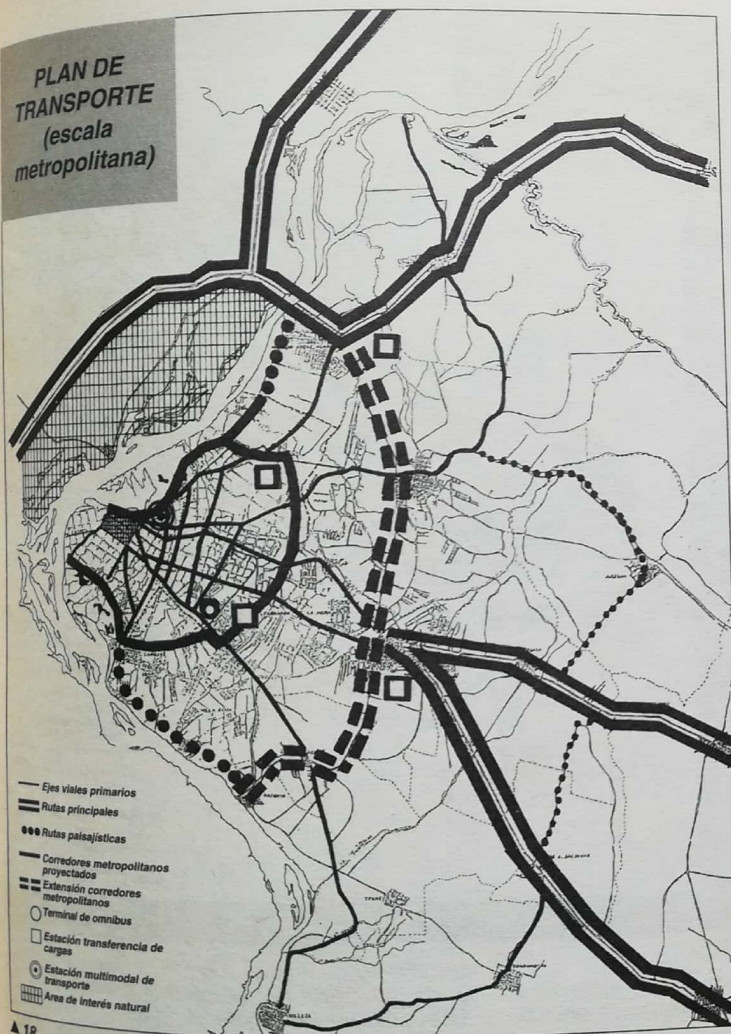 PLAN DE
TRANSPORTE
(escala
metropolitana)
Ejes viales primarios
Rutas principales
Rutas paisajísticas
Corredores metropolitanos
proyectados
Extensión corredores
metropolitanos
Terminal de omnibus
Estación transferencia de
cargas
Estación multimodal de
transporte
Area de interés natural
▲ 18